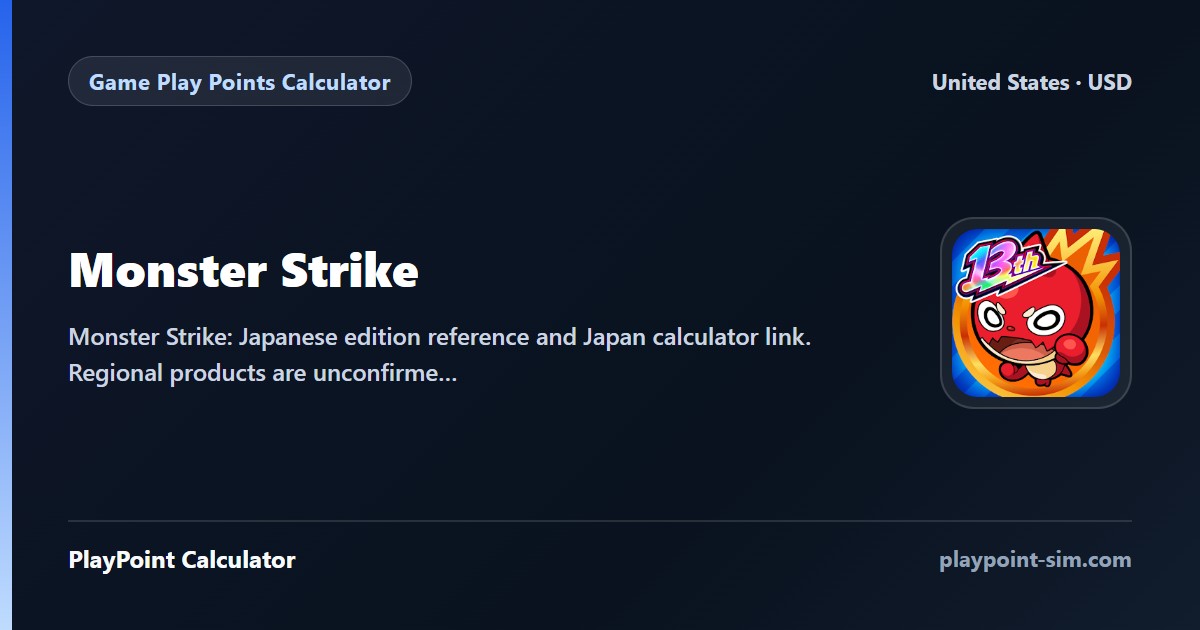 Game Play Points Calculator
United States · USD
Monster Strike
Monster Strike: Japanese edition reference and Japan calculator link.
Regional products are unconfirme...
13th
PlayPoint Calculator
playpoint-sim.com